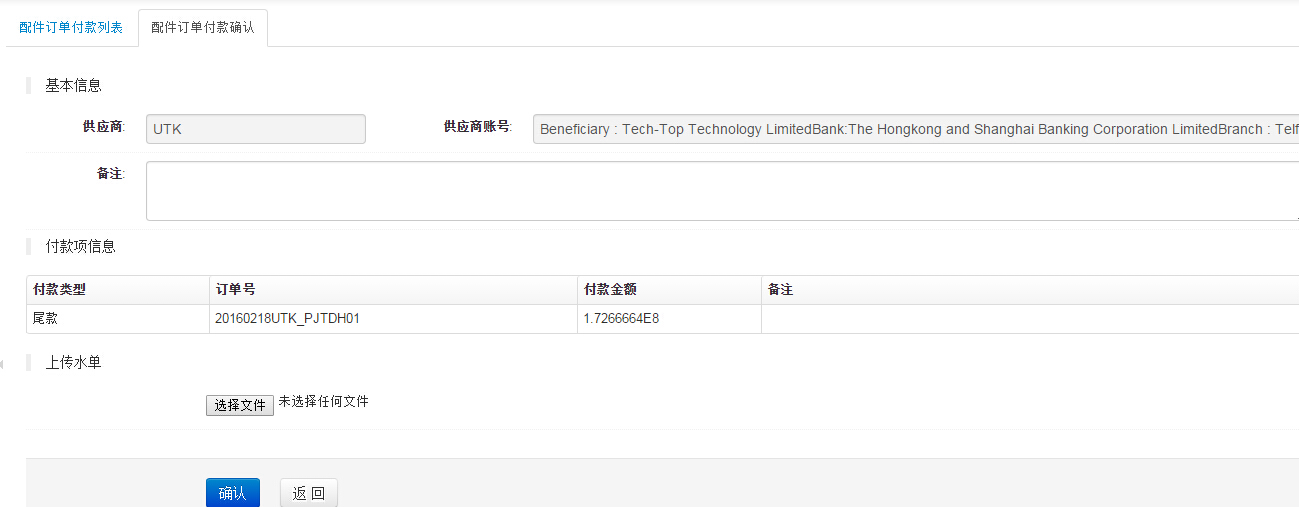 配件订单付款列表 配件订单付款确认
基本信息
供应商: UTK 供应商账号: Beneficiary : Tech-Top Technology LimitedBank:The Hongkong and Shanghai Banking Corporation LimitedBranch : Telf
备注:
付款项信息
付款类型 订单号 付款金额 备注
尾款 20160218UTK_PJTDH01 1.7266664E8
上传水单
选择文件 未选择任何文件
确认 返 回